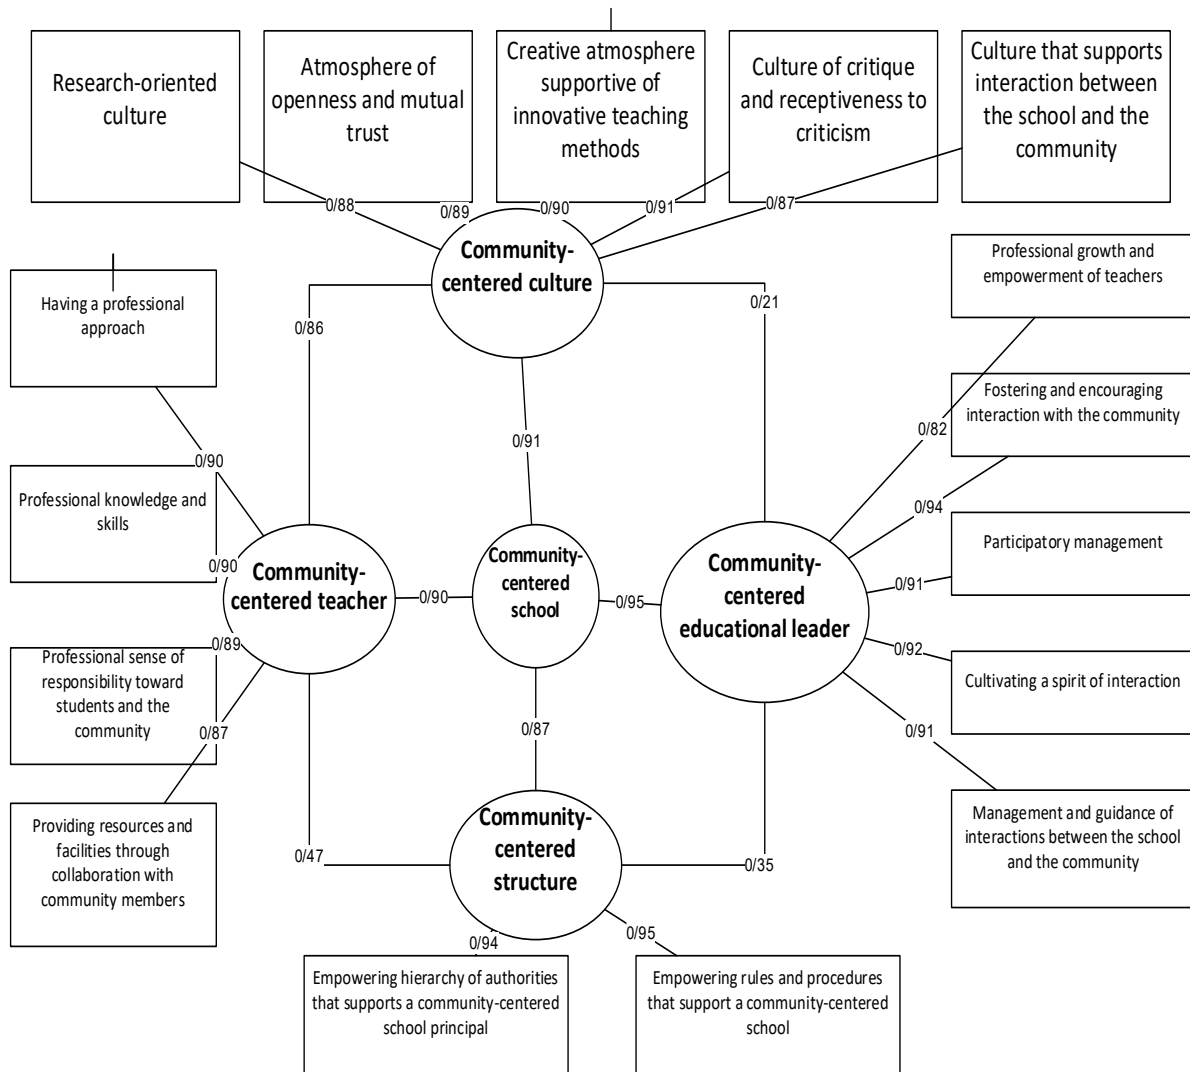 Research-oriented
culture
Atmosphere of
openness and mutual
trust
Creative atmosphere
supportive of
innovative teaching
methods
Culture of critique
and receptiveness to
criticism
Culture that supports
interaction between
the school and the
community
0/88
0/89
0/90
0/91
0/87
Community-
centered culture
Having a professional
approach
Professional growth and
empowerment of teachers
0/86
0/21
0/91
Fostering and encouraging
interaction with the community
0/82
0/90
Professional knowledge and
skills
0/94
Participatory management
0/90
Community-
centered teacher
0/90
Community-
centered
school
0/95
Community-
centered
educational leader
0/91
0/92
Cultivating a spirit of interaction
0/89
Professional sense of
responsibility toward
students and the
community
0/87
0/87
0/91
Providing resources and
facilities through
collaboration with
community members
Management and guidance of
interactions between the school
and the community
0/47
Community-
centered
structure
0/35
0/94
0/95
Empowering hierarchy of authorities
that supports a community-centered
school principal
Empowering rules and procedures
that support a community-centered
school